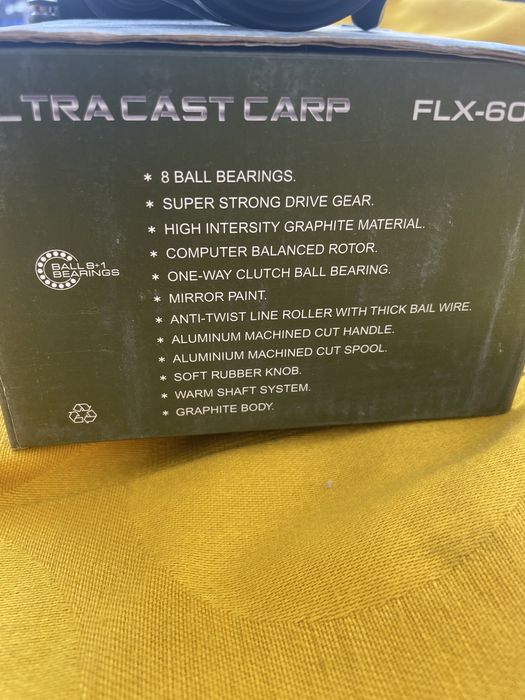 LTRA CAST CARP FLX-60
* 8 BALL BEARINGS.
* SUPER STRONG DRIVE GEAR.
* HIGH INTERSITY GRAPHITE MATERIAL.
* COMPUTER BALANCED ROTOR.
* ONE-WAY CLUTCH BALL BEARING.
* MIRROR PAINT.
* ANTI-TWIST LINE ROLLER WITH THICK BAIL WIRE.
* ALUMINUM MACHINED CUT HANDLE.
* ALUMINIUM MACHINED CUT SPOOL.
* SOFT RUBBER KNOB.
* WARM SHAFT SYSTEM.
* GRAPHITE BODY.
BALL 8+1
BEARINGS